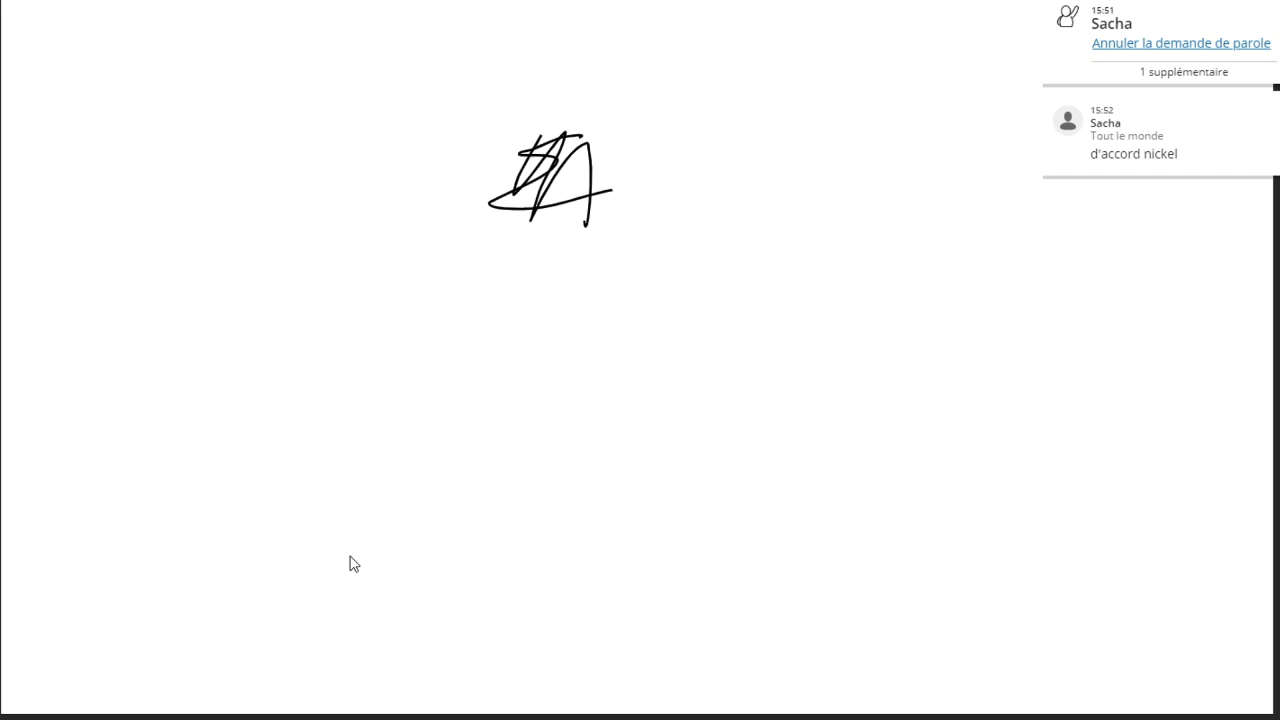 15:51
Sacha
Annuler la demande de parole
1 supplémentaire
15:52
Sacha
Tout le monde
d'accord nickel